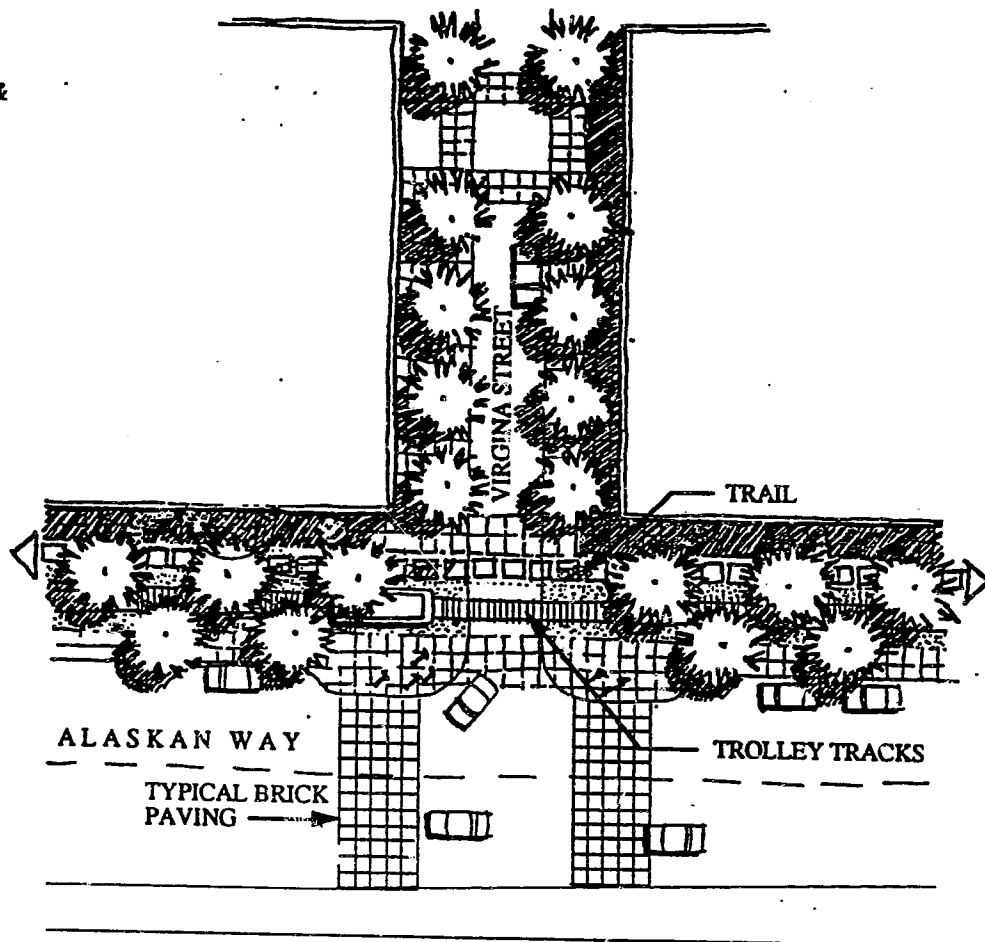 &
VIRGINA STREET
TRAIL
ALASKAN WAY
TROLLEY TRACKS
TYPICAL BRICK
PAVING